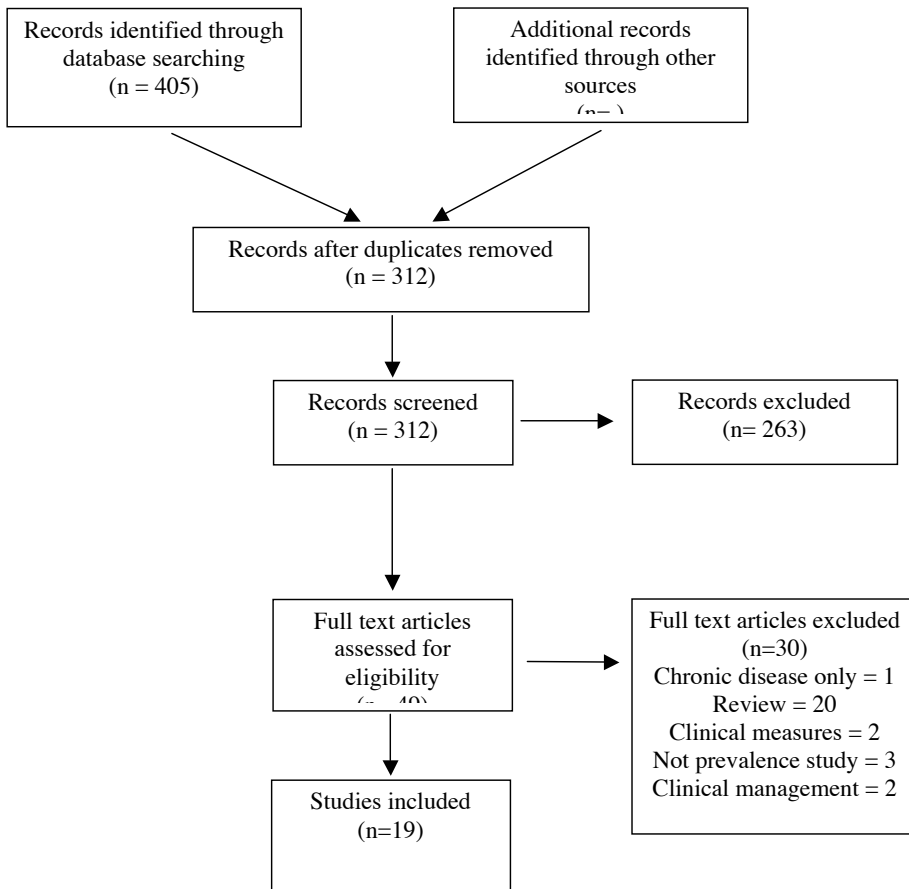 Records identified through
database searching
(n = 405)
Additional records
identified through other
sources
(n= )
Records after duplicates removed
(n = 312)
Records screened
(n = 312)
Records excluded
(n= 263)
Full text articles
assessed for
eligibility
(n = 49)
Full text articles excluded
(n=30)
Chronic disease only = 1
Review = 20
Clinical measures = 2
Not prevalence study = 3
Clinical management = 2
Studies included
(n=19)